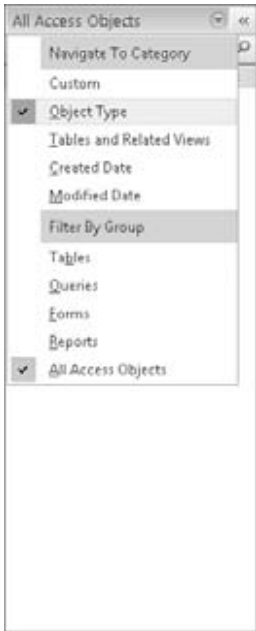 All Access Objects
Navigate To Category
Custom
Object Type
Tables and Related Views
Created Date
Modified Date
Filter By Group
Tables
Queries
Forms
Reports
All Access Objects